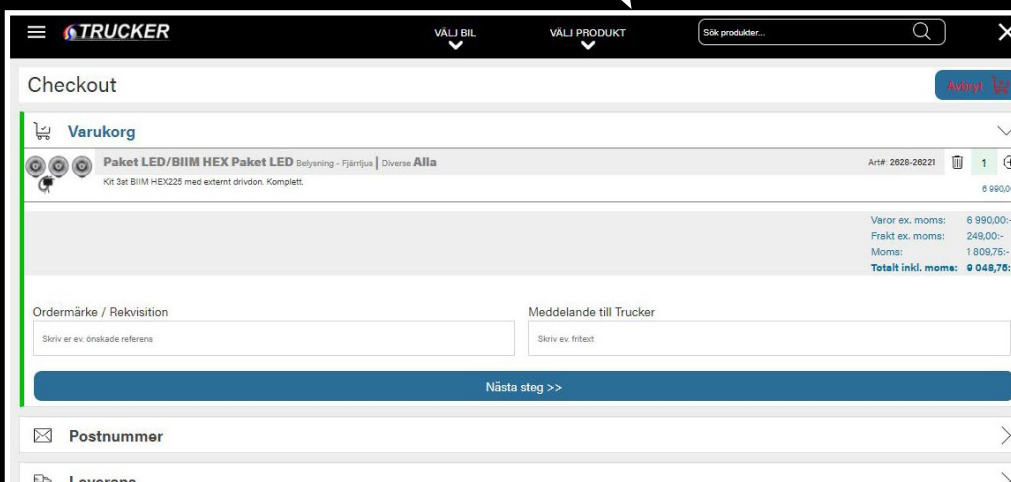 TRUCKER
VÄLJ BIL
VÄLJ PRODUKT
Sök produkter...
Checkout
Avbryt
Varukorg
Paket LED/BIIM HEX Paket LED Belysning - Fjärrljus | Diverse Alla
Art#: 2628-26221
1
Kit 3st BIIM HEX225 med externt drivdon. Komplett.
6 990,0
Varor ex. moms: 6 990,00:-
Frakt ex. moms: 249,00:-
Moms: 1 809,75:-
Totalt inkl. moms: 9 048,75:
Ordermärke / Rekvisition
Meddelande till Trucker
Skriv er ev. önskade referens
Skriv ev. fritext
Nästa steg >>
Postnummer
Leverans